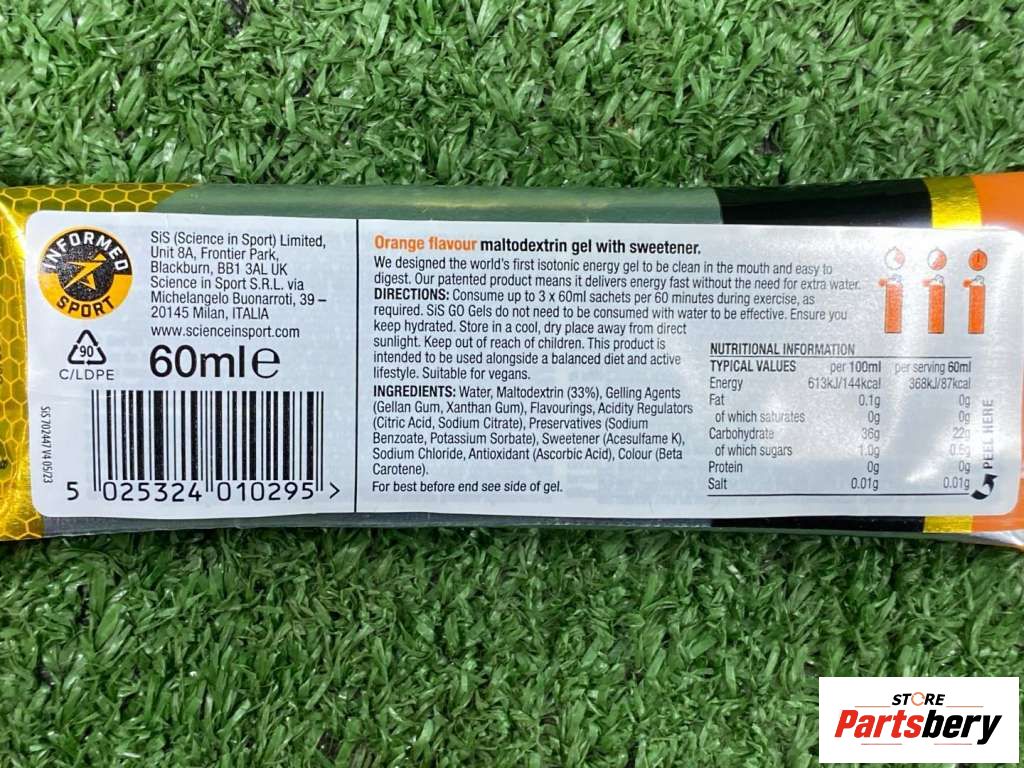 INFORMED
SPORT
SiS (Science in Sport) Limited,
Unit 8A, Frontier Park,
Blackburn, BB1 3AL UK
Science in Sport S.R.L. via
Michelangelo Buonarroti, 39 –
20145 Milan, ITALIA
www.scienceinsport.com
90
C/LDPE
60ml e
SiS 702447 V4 05/23
5 025324 010295 >
Orange flavour maltodextrin gel with sweetener.
We designed the world's first isotonic energy gel to be clean in the mouth and easy to
digest. Our patented product means it delivers energy fast without the need for extra water.
DIRECTIONS: Consume up to 3 x 60ml sachets per 60 minutes during exercise, as
required. SiS GO Gels do not need to be consumed with water to be effective. Ensure you
keep hydrated. Store in a cool, dry place away from direct
sunlight. Keep out of reach of children. This product is
intended to be used alongside a balanced diet and active
lifestyle. Suitable for vegans.
INGREDIENTS: Water, Maltodextrin (33%), Gelling Agents
(Gellan Gum, Xanthan Gum), Flavourings, Acidity Regulators
(Citric Acid, Sodium Citrate), Preservatives (Sodium
Benzoate, Potassium Sorbate), Sweetener (Acesulfame K),
Sodium Chloride, Antioxidant (Ascorbic Acid), Colour (Beta
Carotene).
For best before end see side of gel.
NUTRITIONAL INFORMATION
TYPICAL VALUES per 100ml per serving 60ml
Energy 613kJ/144kcal 368kJ/87kcal
Fat 0.1g 0g
of which saturates 0g 0g
Carbohydrate 36g 22g
of which sugars 1.0g 0.6g
Protein 0g 0g
Salt 0.01g 0.01g
PEEL HERE
STORE
Partsbery